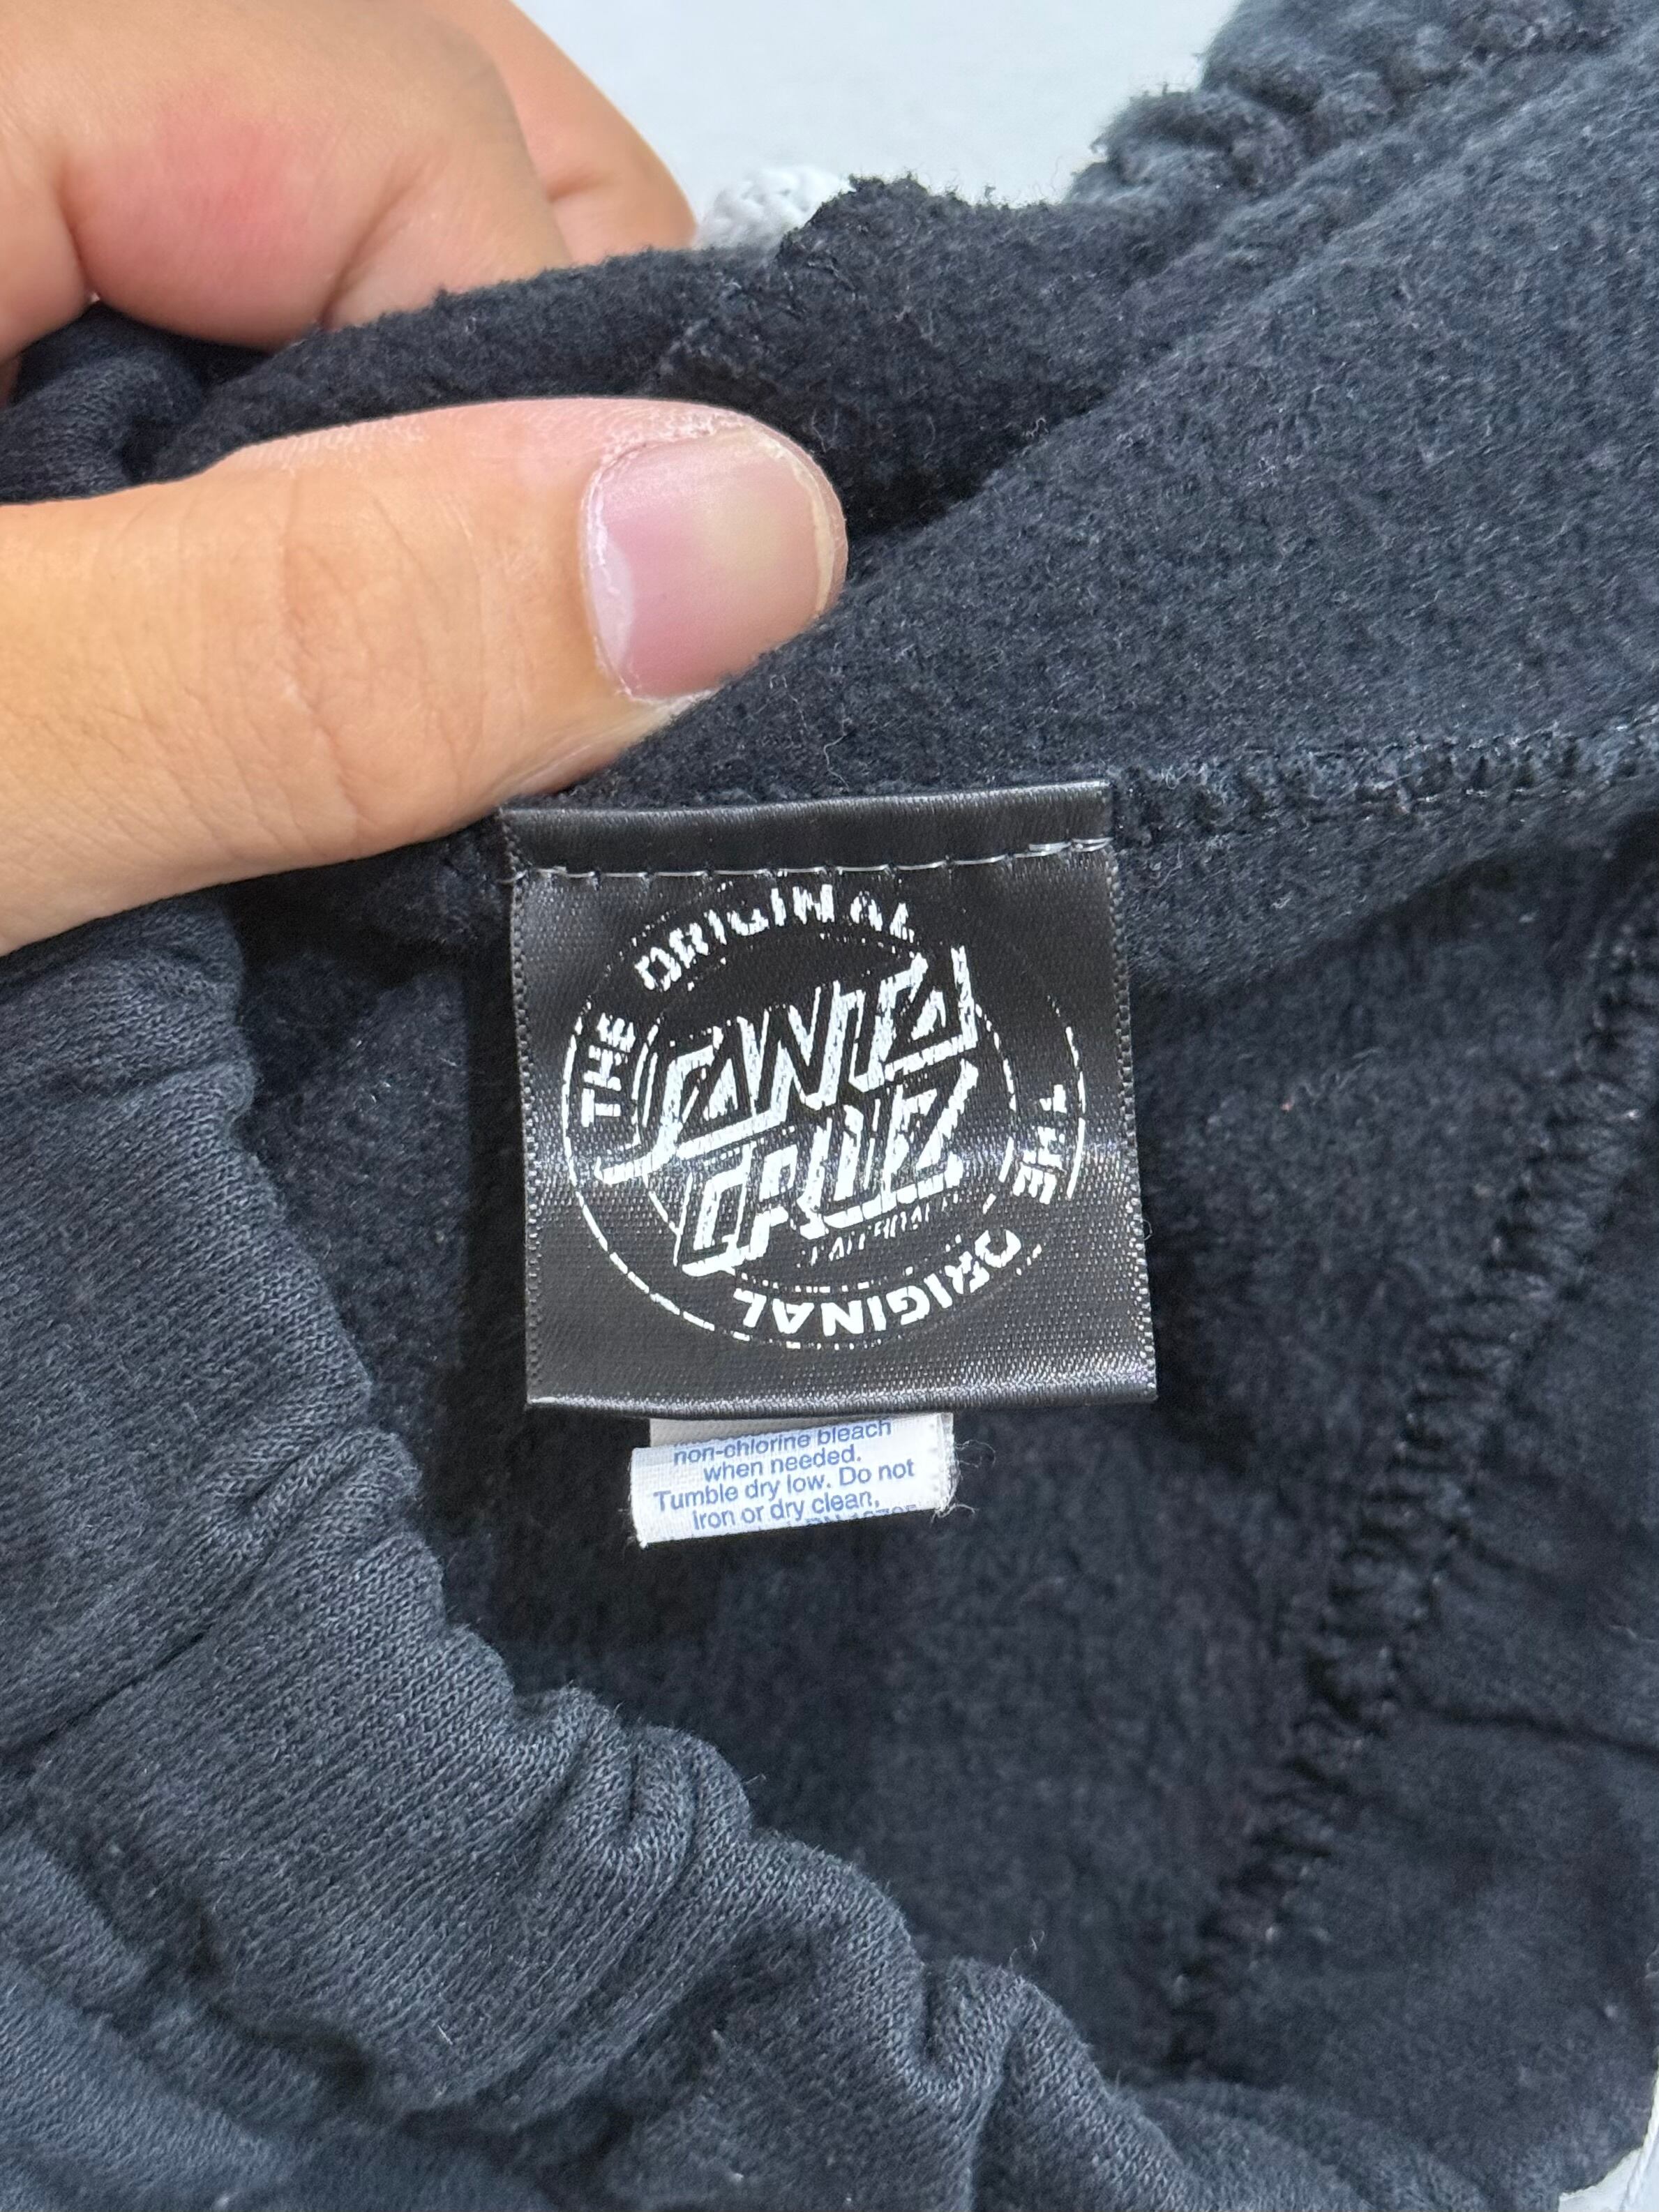 THE ORIGINAL
SANTA
CRUZ
THE ORIGINAL
non-chlorine bleach
when needed.
Tumble dry low. Do not
iron or dry clean,